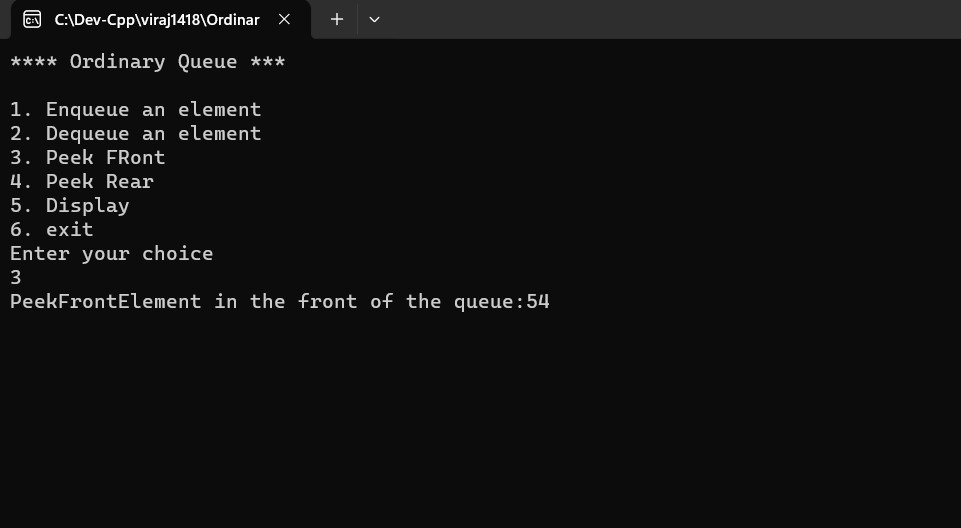 C:\Dev-Cpp\viraj1418\Ordinar
**** Ordinary Queue ***
1. Enqueue an element
2. Dequeue an element
3. Peek FRont
4. Peek Rear
5. Display
6. exit
Enter your choice
3
PeekFrontElement in the front of the queue:54